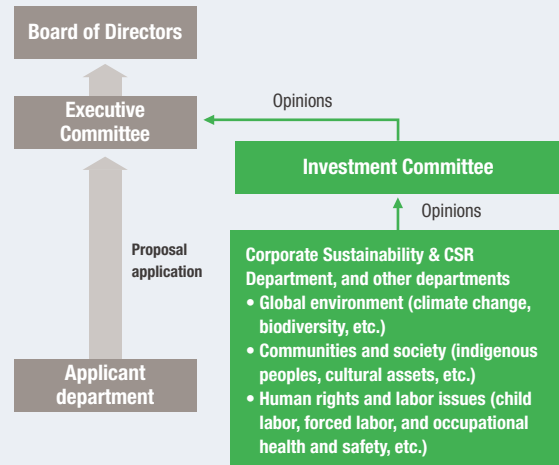 Board of Directors
Executive
Committee
Opinions
Investment Committee
Opinions
Proposal
application
Corporate Sustainability & CSR
Department, and other departments
• Global environment (climate change,
biodiversity, etc.)
• Communities and society (indigenous
peoples, cultural assets, etc.)
• Human rights and labor issues (child
labor, forced labor, and occupational
health and safety, etc.)
Applicant
department